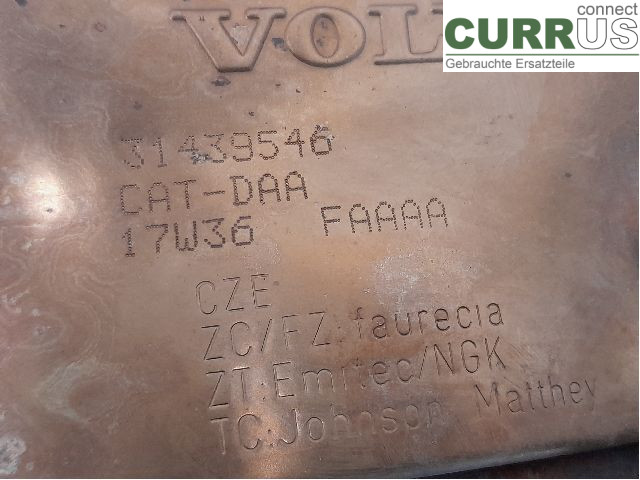 connect
CURRUS
Gebrauchte Ersatzteile
VOL
31439546
CAT-DAA
17W36 FAAAA
CZE
ZC/FZ:faurecia
ZT:Emitec/NGK
TC:Johnson Matthey